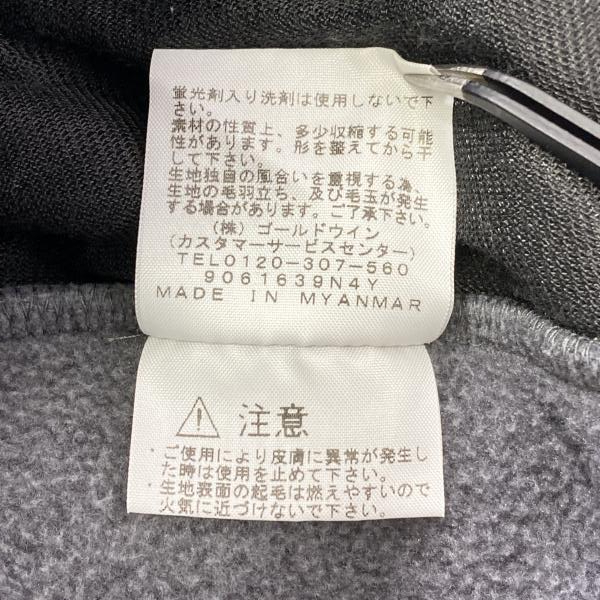 蛍光剤入り洗剤は使用しないで下
さい。
素材の性質上、多少収縮する可能
性があります。形を整えてから干
して下さい。
生地独自の風合いを重視する為、
生地の毛羽立ち、及び毛玉が発生
する場合があります。ご了承下さい。
(株)ゴールドウイン
(カスタマーサービスセンター)
TEL0120-307-560
9061639N4Y
MADE IN MYANMAR
注意
・ご使用により皮膚に異常が発生し
た時は使用を止めて下さい。
・生地表面の起毛は燃えやすいので
火気に近づけないで下さい。